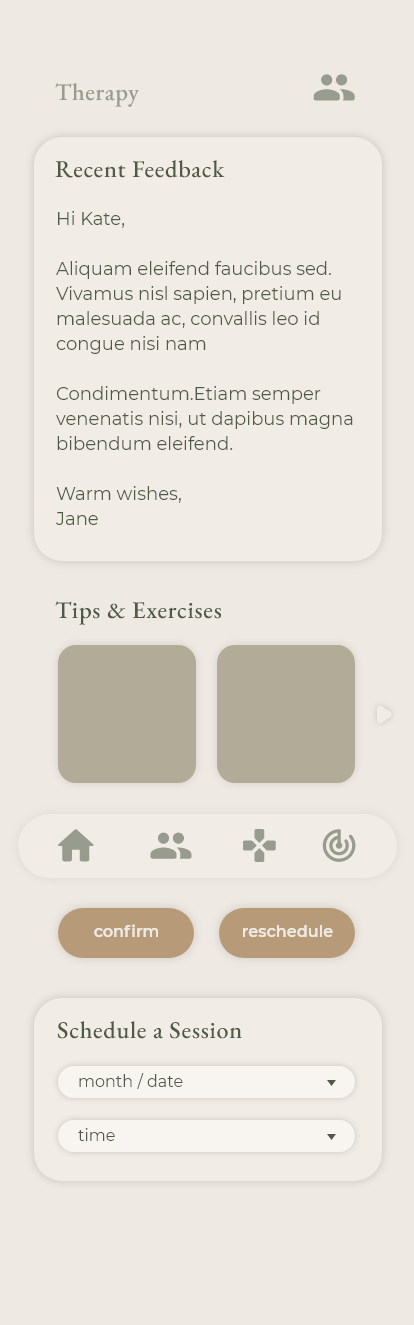 Therapy
Recent Feedback
Hi Kate,
Aliquam eleifend faucibus sed.
Vivamus nisl sapien, pretium eu
malesuada ac, convallis leo id
congue nisi nam
Condimentum.Etiam semper
venenatis nisi, ut dapibus magna
bibendum eleifend.
Warm wishes,
Jane
Tips & Exercises
confirm
reschedule
Schedule a Session
month / date
time